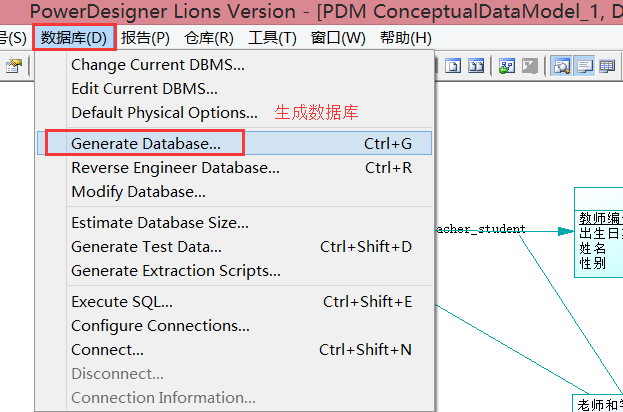 PowerDesigner Lions Version - [PDM ConceptualDataModel_1, D
(S) 数据库(D) 报告(P) 仓库(R) 工具(T) 窗口(W) 帮助(H)
Change Current DBMS...
Edit Current DBMS...
Default Physical Options... 生成数据库
Generate Database... Ctrl+G
Reverse Engineer Database... Ctrl+R
Modify Database...
Estimate Database Size...
Generate Test Data... Ctrl+Shift+D
Generate Extraction Scripts...
Execute SQL... Ctrl+Shift+E
Configure Connections...
Connect... Ctrl+Shift+N
Disconnect...
Connection Information...
acher_student
教师编
出生日
姓名
性别
老师和